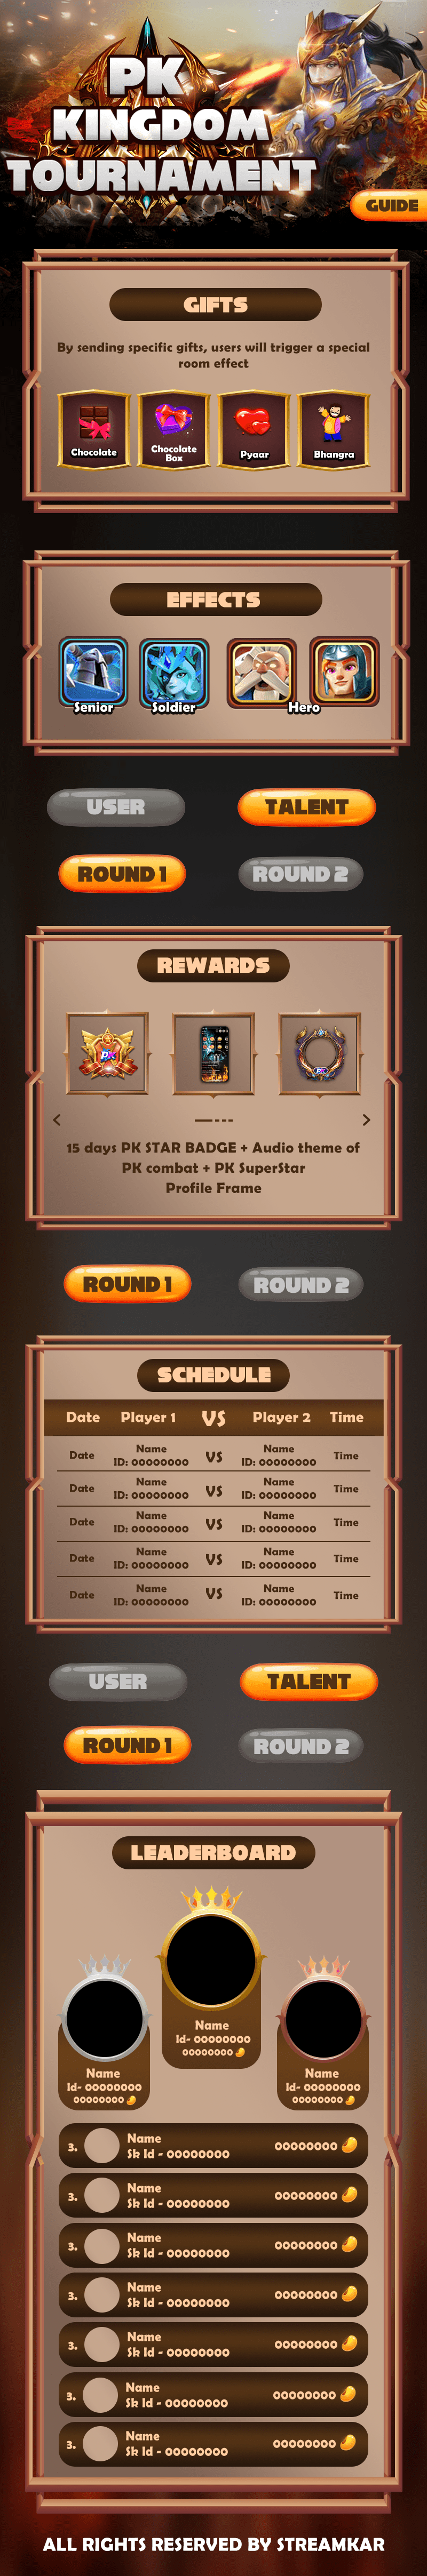 PK
KINGDOM
TOURNAMENT
GUIDE
GIFTS
By sending specific gifts, users will trigger a special
room effect
Chocolate
Chocolate
Box
Pyaar
Bhangra
EFFECTS
Senior
Soldier
Hero
USER
TALENT
ROUND 1
ROUND 2
REWARDS
PK
PK
15 days PK STAR BADGE + Audio theme of
PK combat + PK SuperStar
Profile Frame
ROUND 1
ROUND 2
SCHEDULE
Date Player 1 VS Player 2 Time
Date Name ID: 00000000 VS Name ID: 00000000 Time
Date Name ID: 00000000 VS Name ID: 00000000 Time
Date Name ID: 00000000 VS Name ID: 00000000 Time
Date Name ID: 00000000 VS Name ID: 00000000 Time
Date Name ID: 00000000 VS Name ID: 00000000 Time
USER
TALENT
ROUND 1
ROUND 2
LEADERBOARD
Name
Id- 00000000
00000000
Name
Id- 00000000
00000000
Name
Id- 00000000
00000000
3. Name
Sk Id - 00000000 00000000
3. Name
Sk Id - 00000000 00000000
3. Name
Sk Id - 00000000 00000000
3. Name
Sk Id - 00000000 00000000
3. Name
Sk Id - 00000000 00000000
3. Name
Sk Id - 00000000 00000000
3. Name
Sk Id - 00000000 00000000
ALL RIGHTS RESERVED BY STREAMKAR